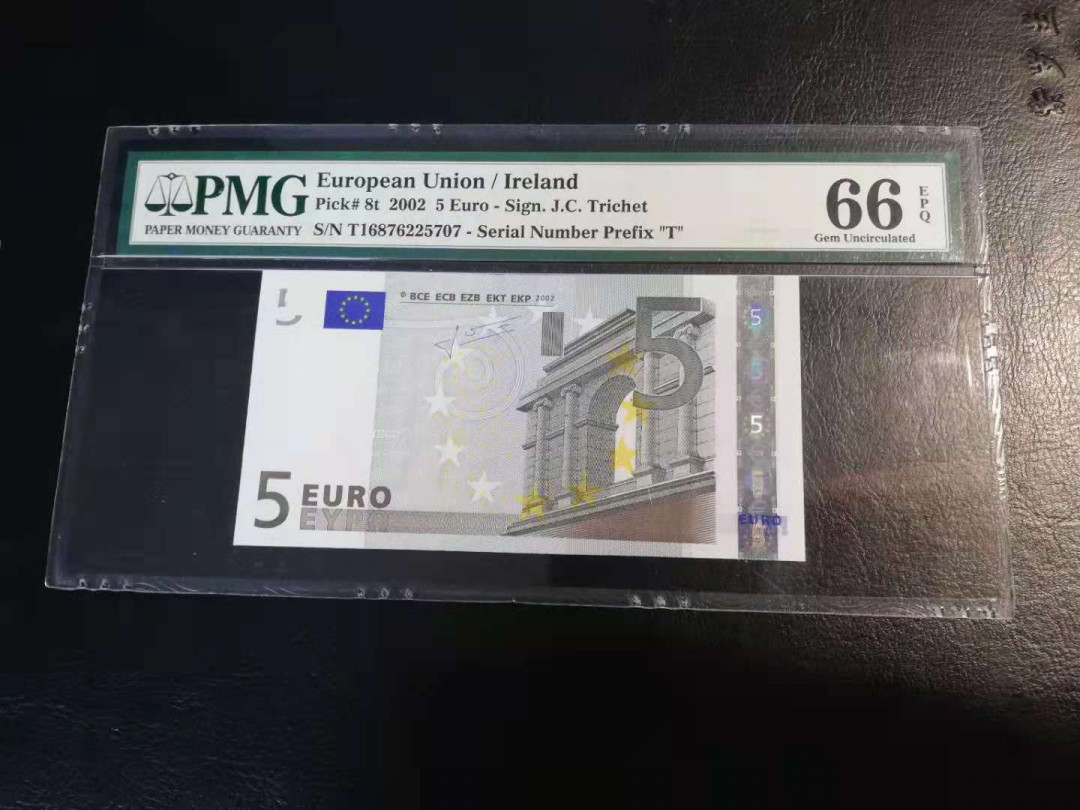 PMG
PAPER MONEY GUARANTY
European Union / Ireland
Pick# 8t 2002 5 Euro - Sign. J.C. Trichet
S/N T16876225707 - Serial Number Prefix "T"
66 EPQ
Gem Uncirculated
© BCE ECB EZB EKT EKP 2002
5
5
5
5
5 EURO
ΕΥΡΩ
EURO